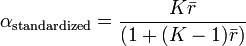 α_standardized = K r̄ / (1 + (K − 1) r̄)